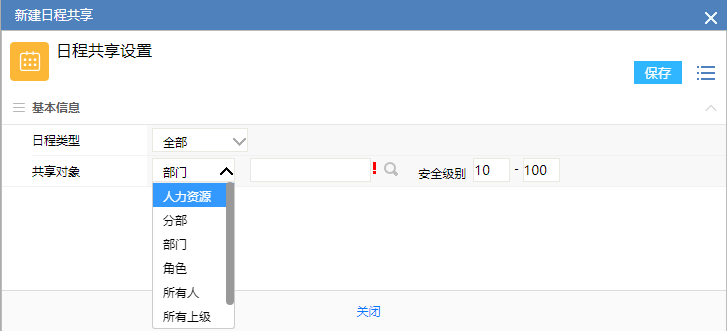 新建日程共享
日程共享设置
保存
基本信息
日程类型 全部
共享对象 部门 ! 安全级别 10 - 100
人力资源
分部
部门
角色
所有人
所有上级
关闭